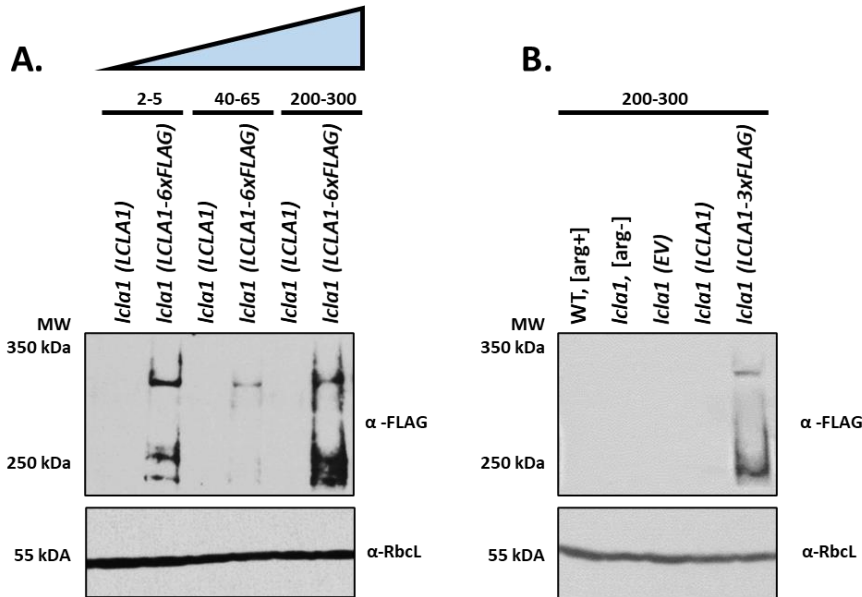 A.
2-5
40-65
200-300
lcla1 (LCLA1)
lcla1 (LCLA1-6xFLAG)
lcla1 (LCLA1)
lcla1 (LCLA1-6xFLAG)
lcla1 (LCLA1)
lcla1 (LCLA1-6xFLAG)
MW
350 kDa
250 kDa
α -FLAG
55 kDA
α-RbcL
B.
200-300
WT, [arg+]
lcla1, [arg-]
lcla1 (EV)
lcla1 (LCLA1)
lcla1 (LCLA1-3xFLAG)
MW
350 kDa
250 kDa
α -FLAG
55 kDA
α-RbcL